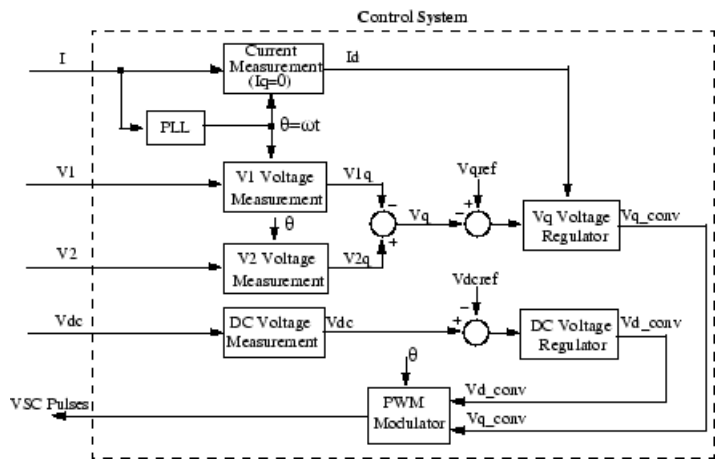 Control System
I
Current
Measurement
(Iq=0)
Id
PLL
θ=ωt
V1
V1 Voltage
Measurement
V1q
Vqref
θ
−
+
−
+
Vq
Vq Voltage
Regulator
Vq_conv
V2
V2 Voltage
Measurement
V2q
Vdcref
Vdc
DC Voltage
Measurement
Vdc
−
+
DC Voltage
Regulator
Vd_conv
θ
VSC Pulses
PWM
Modulator
Vd_conv
Vq_conv